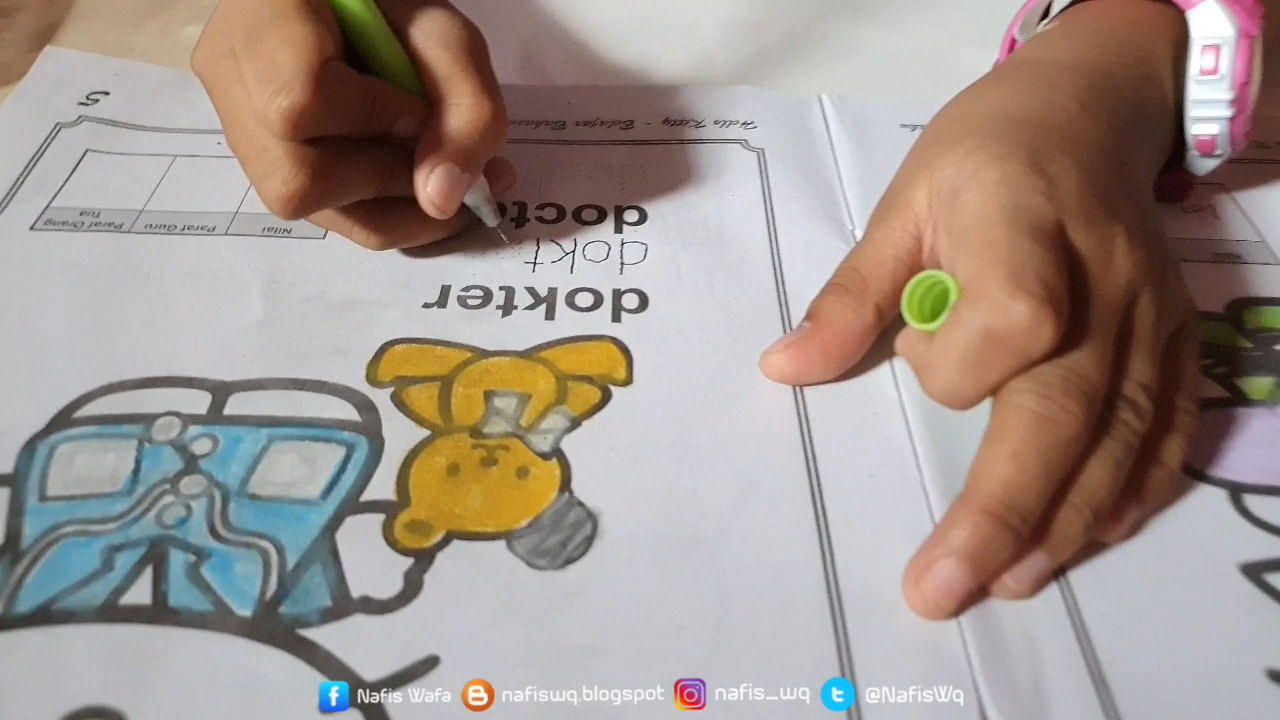 dokter
dokt
doct
Nilai
Paraf Guru
Paraf Orang
Tua
Hello Kitty - Belajar Bahasa
5
Nafis Wafa
nafiswq.blogspot
nafis_wq
@NafisWq